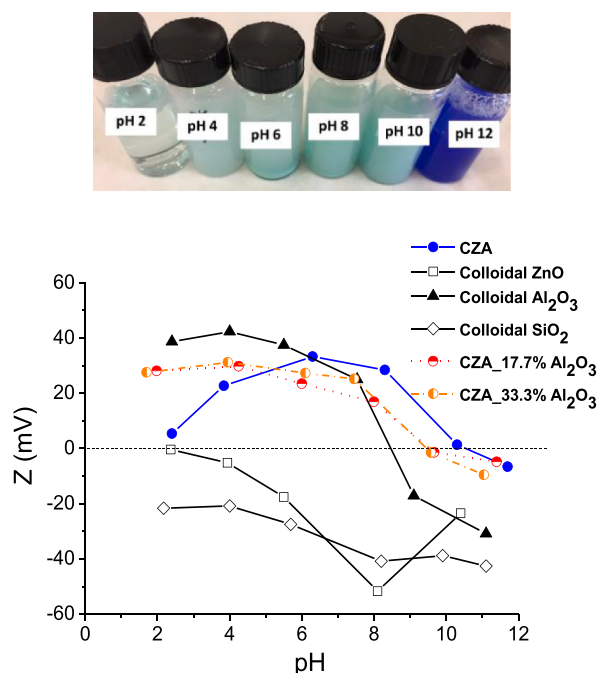 pH 2
pH 4
pH 6
pH 8
pH 10
pH 12
CZA
Colloidal ZnO
Colloidal Al₂O₃
Colloidal SiO₂
CZA_17.7% Al₂O₃
CZA_33.3% Al₂O₃
60
40
20
0
-20
-40
-60
Z (mV)
0 2 4 6 8 10 12
pH